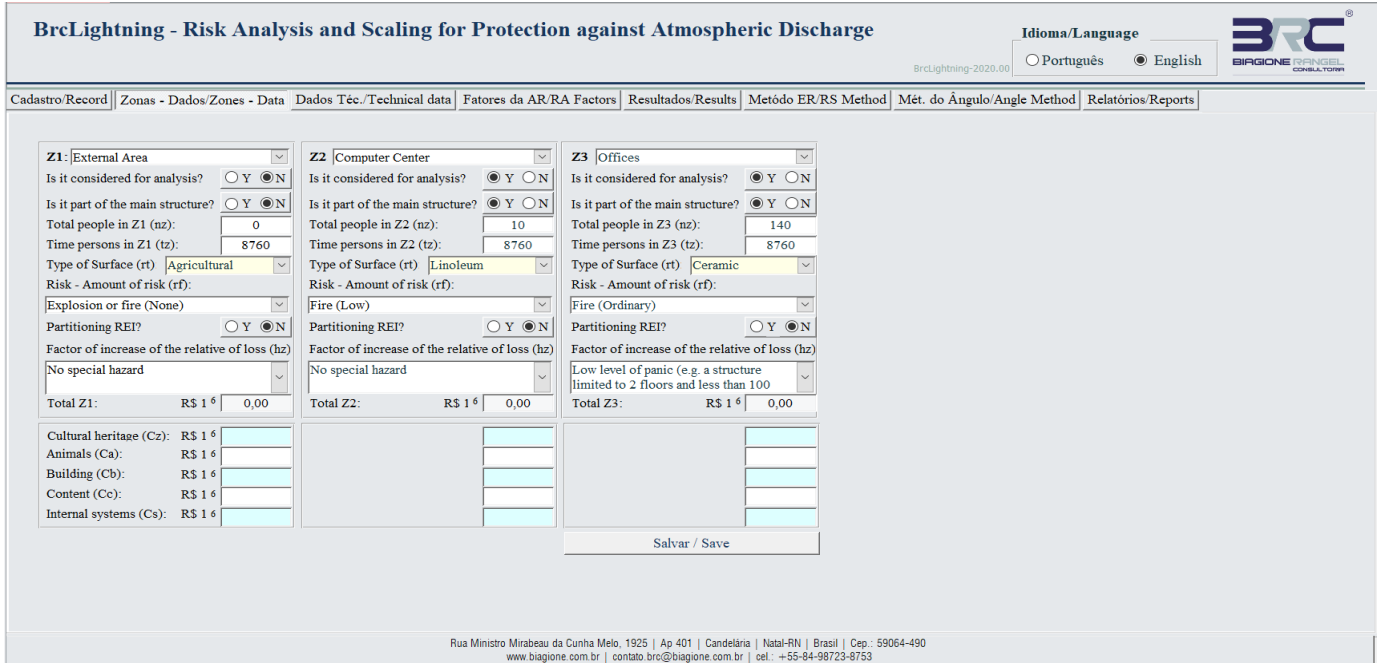 BrcLightning - Risk Analysis and Scaling for Protection against Atmospheric Discharge
BrcLightning-2020.00
Idioma/Language
Português English
BRC ®
BIAGIONE RANGEL
CONSULTORIA
Cadastro/Record Zonas - Dados/Zones - Data Dados Téc./Technical data Fatores da AR/RA Factors Resultados/Results Metódo ER/RS Method Mét. do Ângulo/Angle Method Relatórios/Reports
Z1: External Area
Is it considered for analysis? Y N
Is it part of the main structure? Y N
Total people in Z1 (nz): 0
Time persons in Z1 (tz): 8760
Type of Surface (rt) Agricultural
Risk - Amount of risk (rf):
Explosion or fire (None)
Partitioning REI? Y N
Factor of increase of the relative of loss (hz)
No special hazard
Total Z1: R$ 1 6 0,00
Z2 Computer Center
Is it considered for analysis? Y N
Is it part of the main structure? Y N
Total people in Z2 (nz): 10
Time persons in Z2 (tz): 8760
Type of Surface (rt) Linoleum
Risk - Amount of risk (rf):
Fire (Low)
Partitioning REI? Y N
Factor of increase of the relative of loss (hz)
No special hazard
Total Z2: R$ 1 6 0,00
Z3 Offices
Is it considered for analysis? Y N
Is it part of the main structure? Y N
Total people in Z3 (nz): 140
Time persons in Z3 (tz): 8760
Type of Surface (rt) Ceramic
Risk - Amount of risk (rf):
Fire (Ordinary)
Partitioning REI? Y N
Factor of increase of the relative of loss (hz)
Low level of panic (e.g. a structure
limited to 2 floors and less than 100
Total Z3: R$ 1 6 0,00
Cultural heritage (Cz): R$ 1 6
Animals (Ca): R$ 1 6
Building (Cb): R$ 1 6
Content (Cc): R$ 1 6
Internal systems (Cs): R$ 1 6
Salvar / Save
Rua Ministro Mirabeau da Cunha Melo, 1925 | Ap 401 | Candelária | Natal-RN | Brasil | Cep.: 59064-490
www.biagione.com.br | contato.brc@biagione.com.br | cel.: +55-84-98723-8753